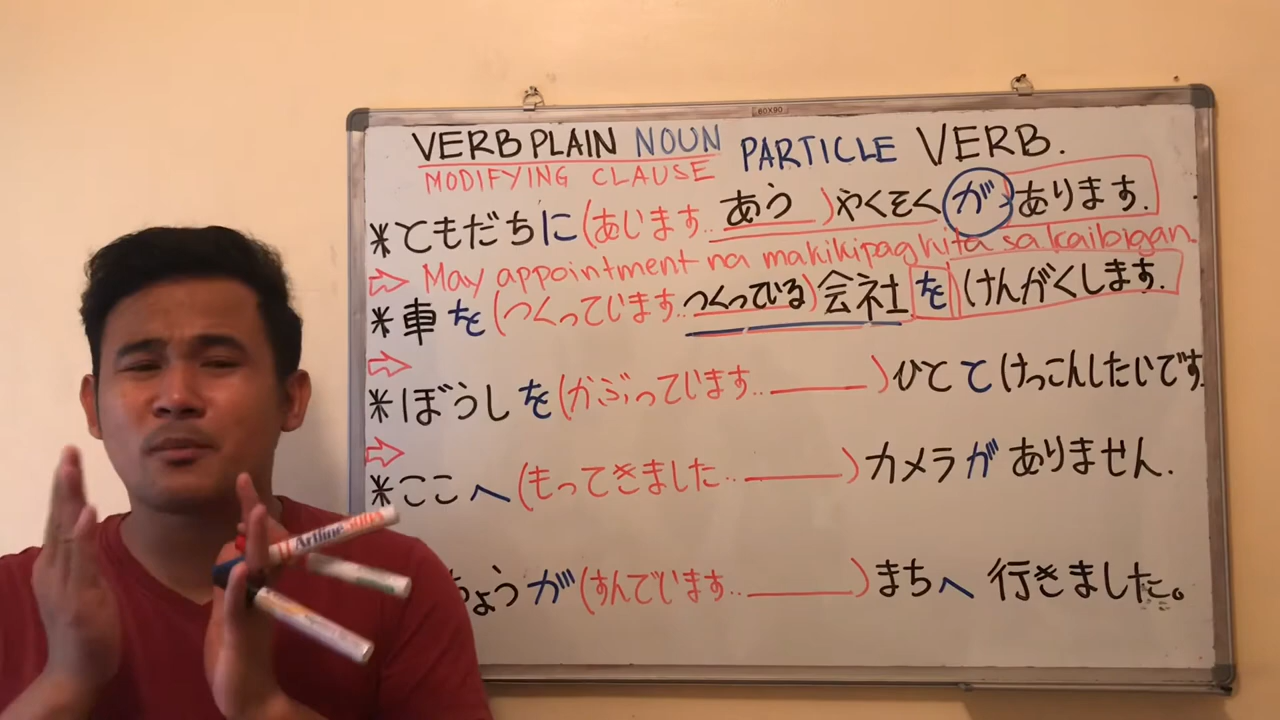 60X90
VERB PLAIN NOUN PARTICLE VERB.
MODIFYING CLAUSE
*ともだちに(あじます.. あう )やくそくがあります.
⇨ May appointment na makikipagkita sa kaibigan.
*車を(つくっています.. つくっている)会社をけんがくします.
⇨
*ぼうしを(かぶっています.. ______ )ひととけっこんしたいです.
⇨
*ここへ(もってきました.. ______ )カメラがありません.
ょうが(すんでいます.. ______ )まちへ 行きました。
Artline